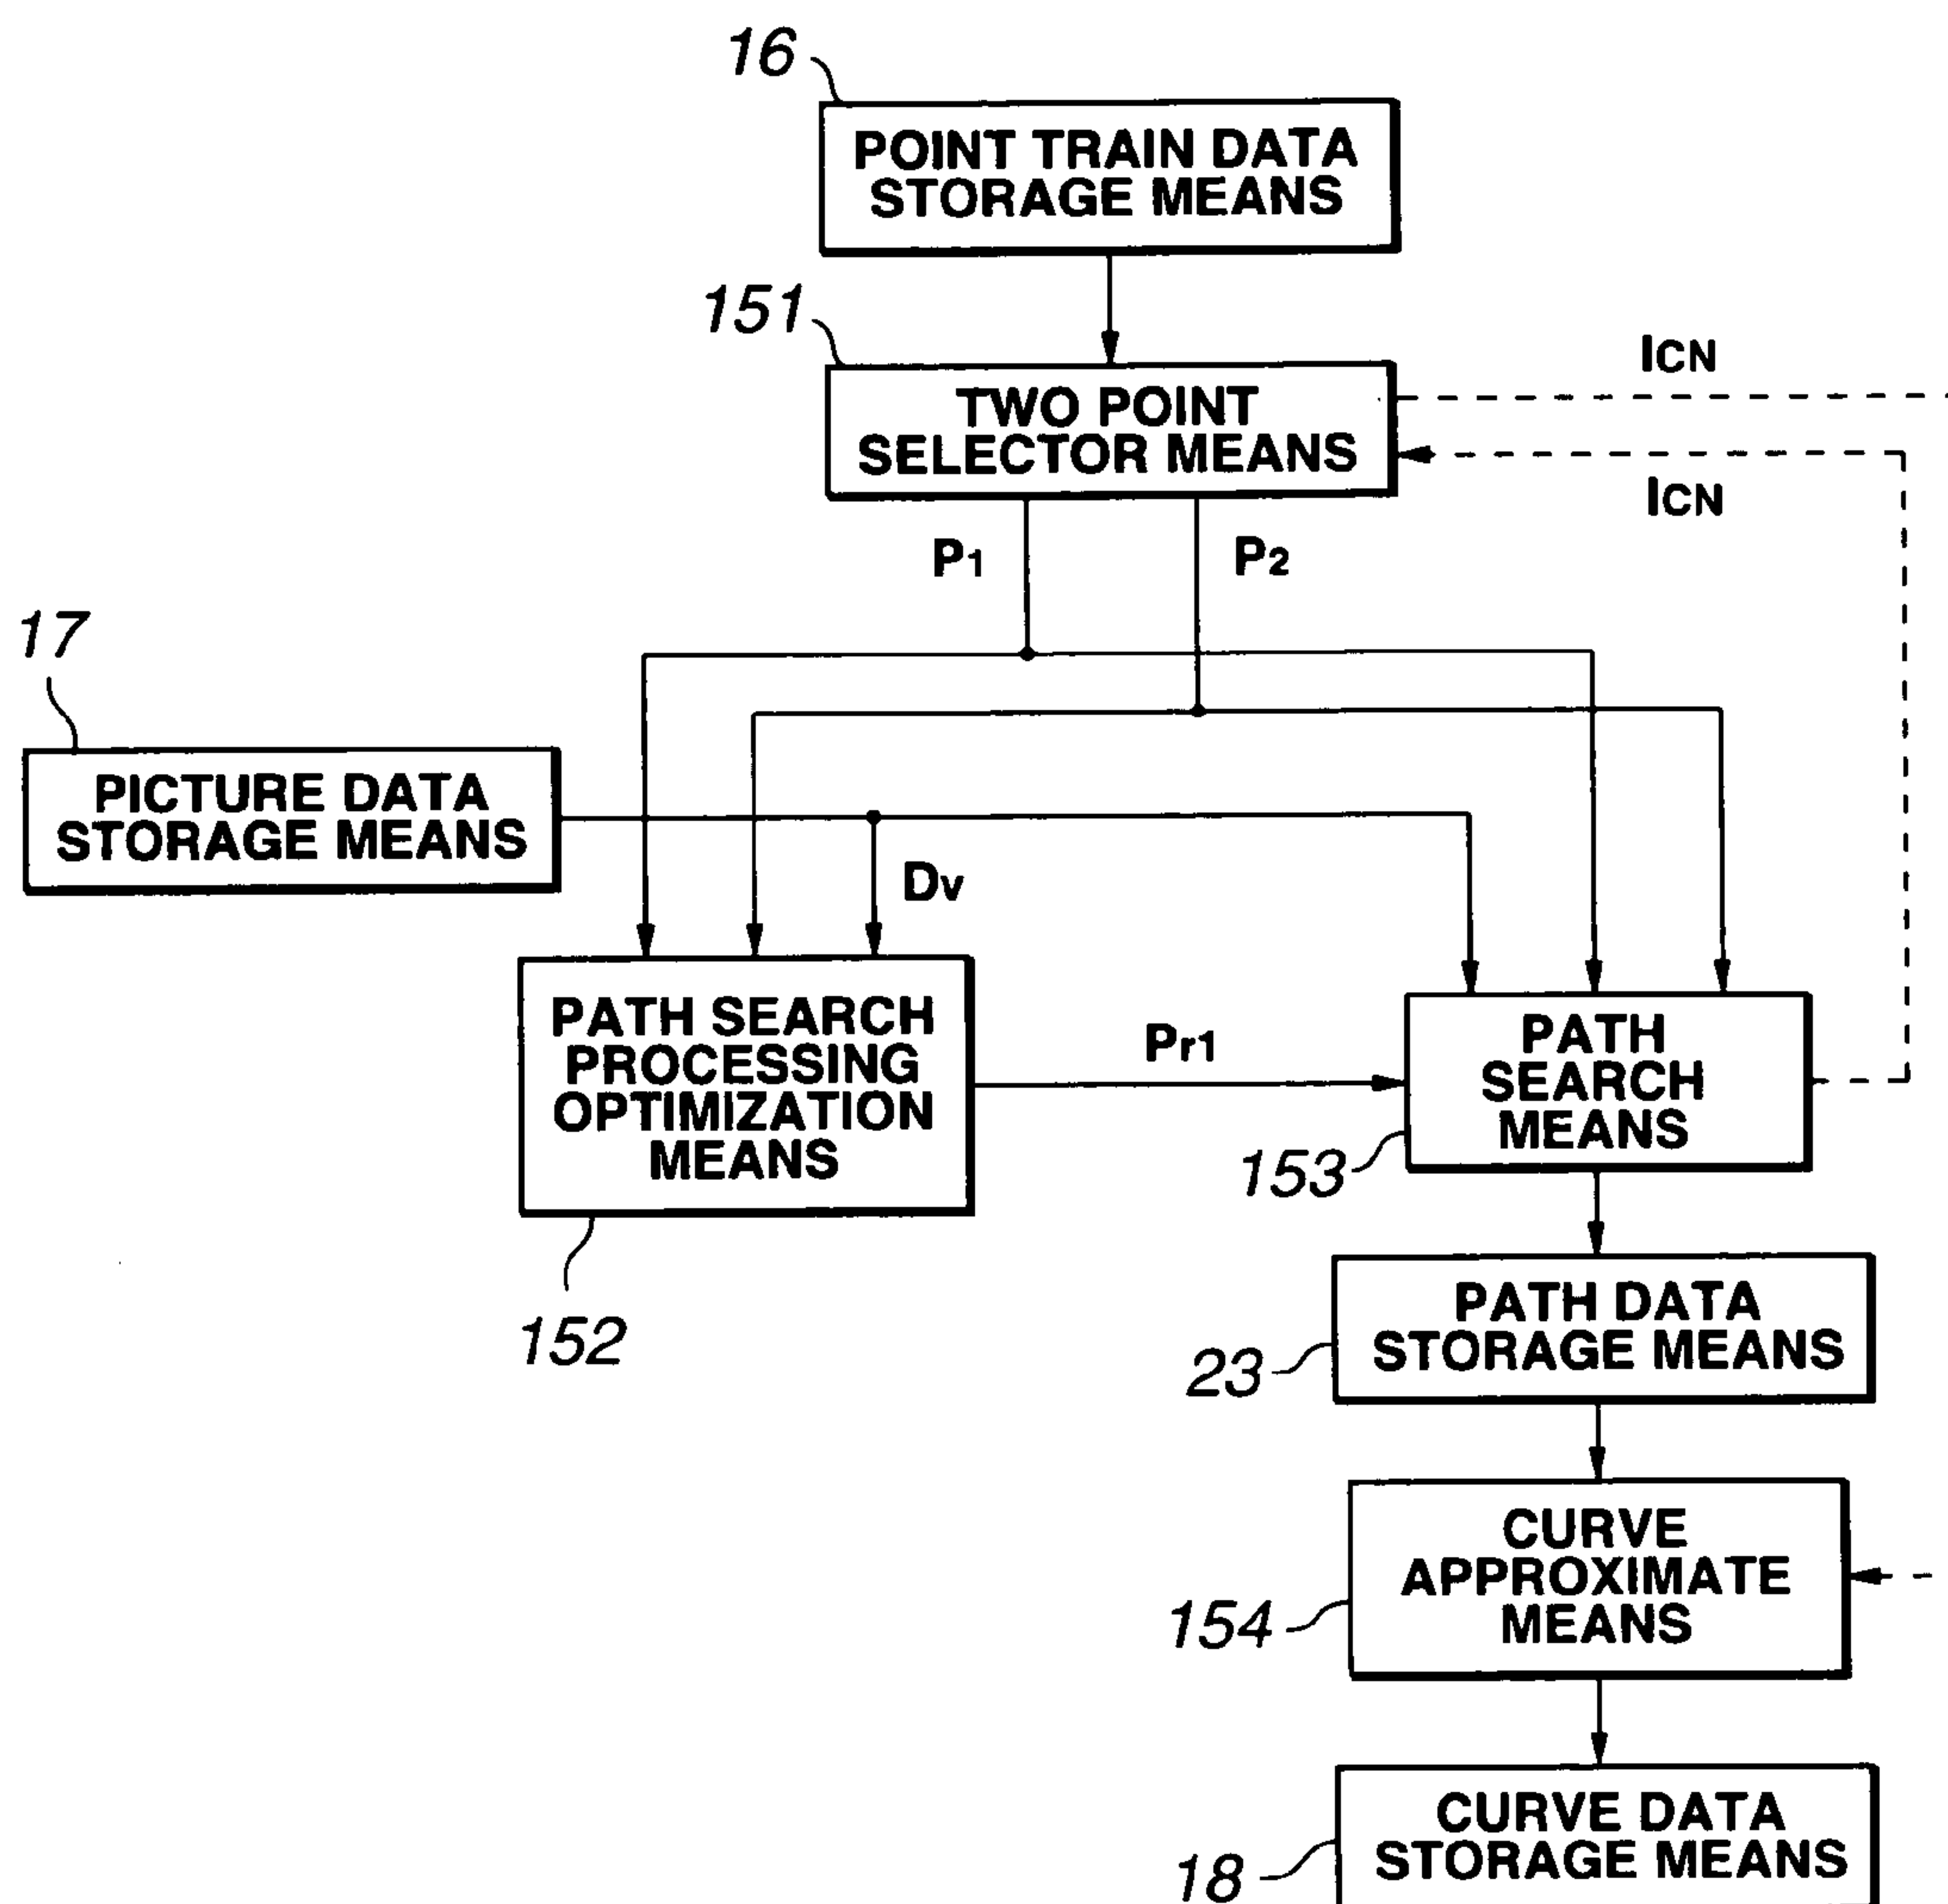 16
POINT TRAIN DATA
STORAGE MEANS
151
TWO POINT
SELECTOR MEANS
ICN
ICN
P1
P2
17
PICTURE DATA
STORAGE MEANS
Dv
PATH SEARCH
PROCESSING
OPTIMIZATION
MEANS
152
Pr1
PATH
SEARCH
MEANS
153
PATH DATA
STORAGE MEANS
23
CURVE
APPROXIMATE
MEANS
154
CURVE DATA
STORAGE MEANS
18